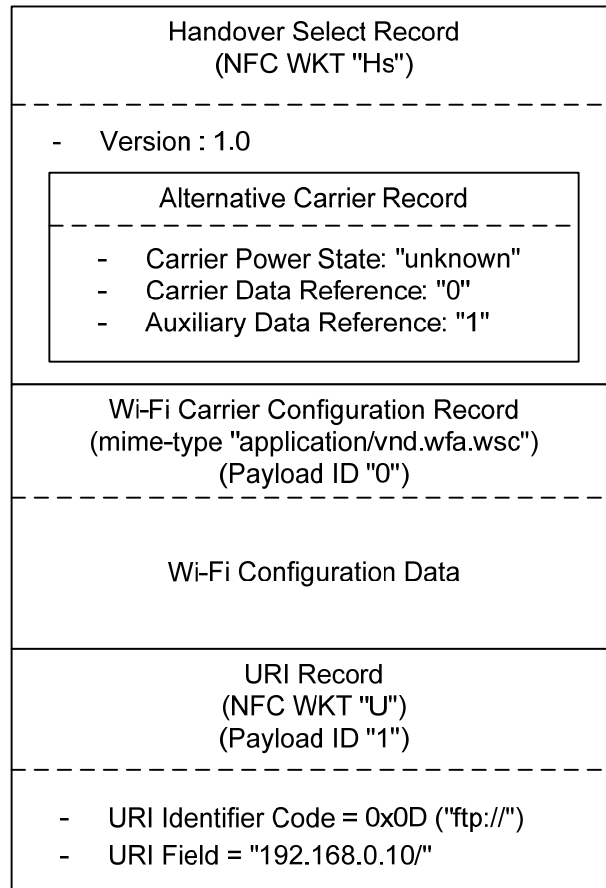 Handover Select Record
(NFC WKT "Hs")
- Version : 1.0
Alternative Carrier Record
- Carrier Power State: "unknown"
- Carrier Data Reference: "0"
- Auxiliary Data Reference: "1"
Wi-Fi Carrier Configuration Record
(mime-type "application/vnd.wfa.wsc")
(Payload ID "0")
Wi-Fi Configuration Data
URI Record
(NFC WKT "U")
(Payload ID "1")
- URI Identifier Code = 0x0D ("ftp://")
- URI Field = "192.168.0.10/"